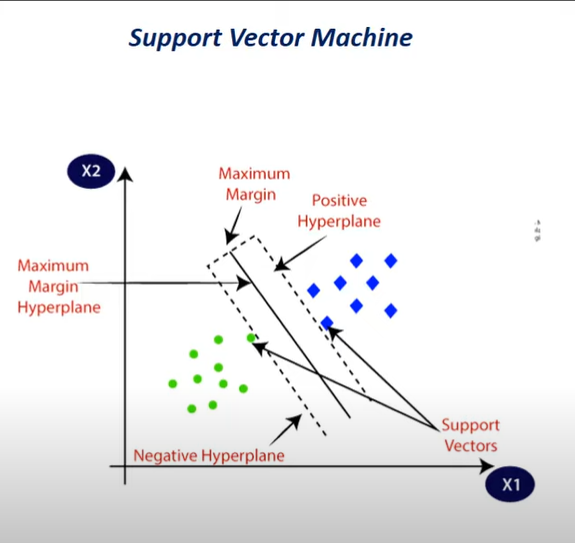 Support Vector Machine
X2
Maximum
Margin
Positive
Hyperplane
Maximum
Margin
Hyperplane
Support
Vectors
Negative Hyperplane
X1